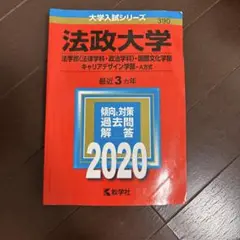 大学入試シリーズ
390
法政大学
法学部〈法律学科・政治学科〉・国際文化学部
キャリアデザイン学部-A方式
最近3カ年
傾向と対策
過去問
解答
2020
教学社